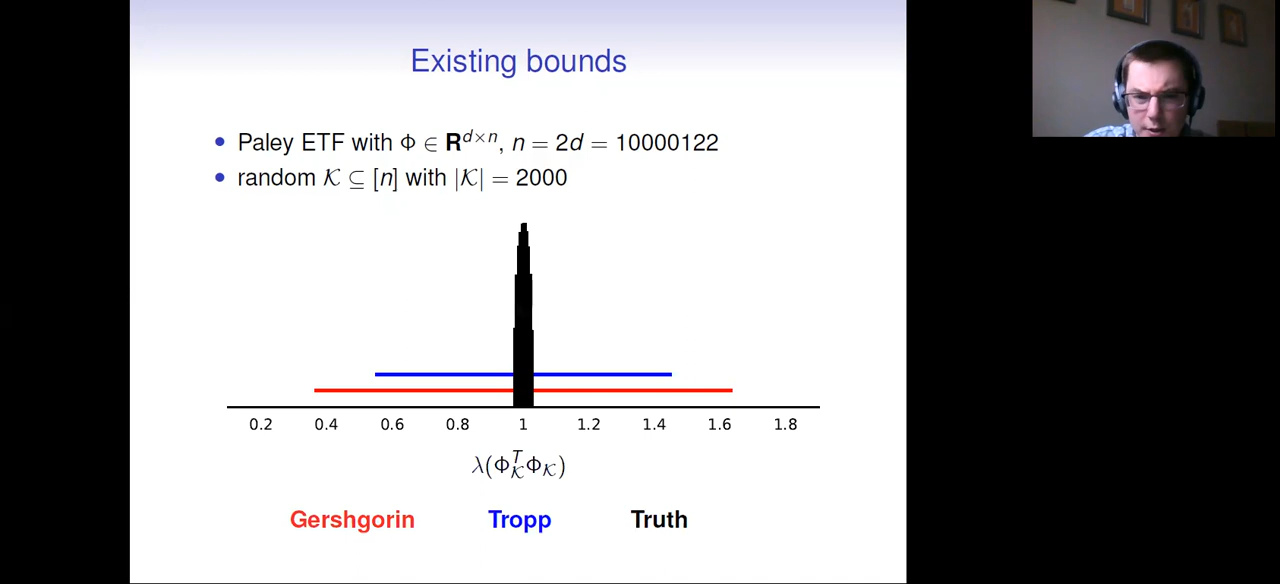 Existing bounds
• Paley ETF with Φ ∈ R^{d×n}, n = 2d = 10000122
• random 𝒦 ⊆ [n] with |𝒦| = 2000
0.2 0.4 0.6 0.8 1 1.2 1.4 1.6 1.8
λ(Φ_𝒦^T Φ_𝒦)
Gershgorin Tropp Truth